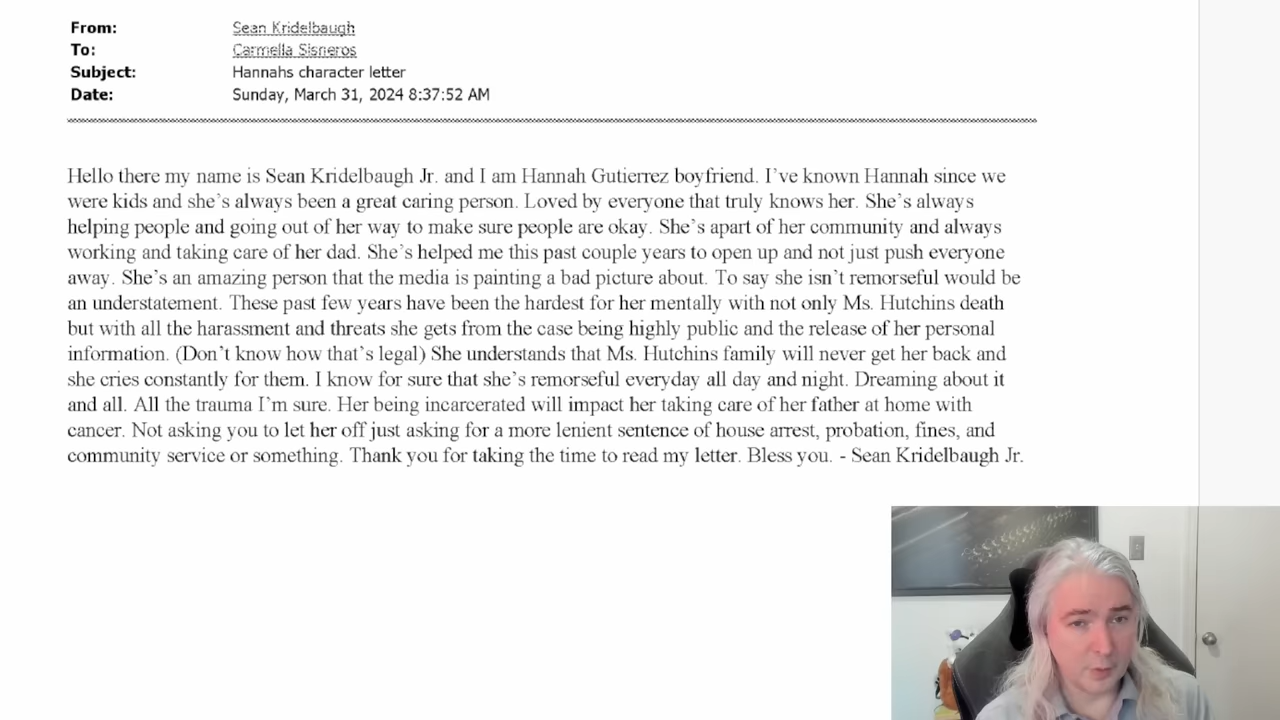 From: Sean Kridelbaugh
To: Carmella Sisneros
Subject: Hannahs character letter
Date: Sunday, March 31, 2024 8:37:52 AM
Hello there my name is Sean Kridelbaugh Jr. and I am Hannah Gutierrez boyfriend. I've known Hannah since we
were kids and she's always been a great caring person. Loved by everyone that truly knows her. She's always
helping people and going out of her way to make sure people are okay. She's apart of her community and always
working and taking care of her dad. She's helped me this past couple years to open up and not just push everyone
away. She's an amazing person that the media is painting a bad picture about. To say she isn't remorseful would be
an understatement. These past few years have been the hardest for her mentally with not only Ms. Hutchins death
but with all the harassment and threats she gets from the case being highly public and the release of her personal
information. (Don't know how that's legal) She understands that Ms. Hutchins family will never get her back and
she cries constantly for them. I know for sure that she's remorseful everyday all day and night. Dreaming about it
and all. All the trauma I'm sure. Her being incarcerated will impact her taking care of her father at home with
cancer. Not asking you to let her off just asking for a more lenient sentence of house arrest, probation, fines, and
community service or something. Thank you for taking the time to read my letter. Bless you. - Sean Kridelbaugh Jr.